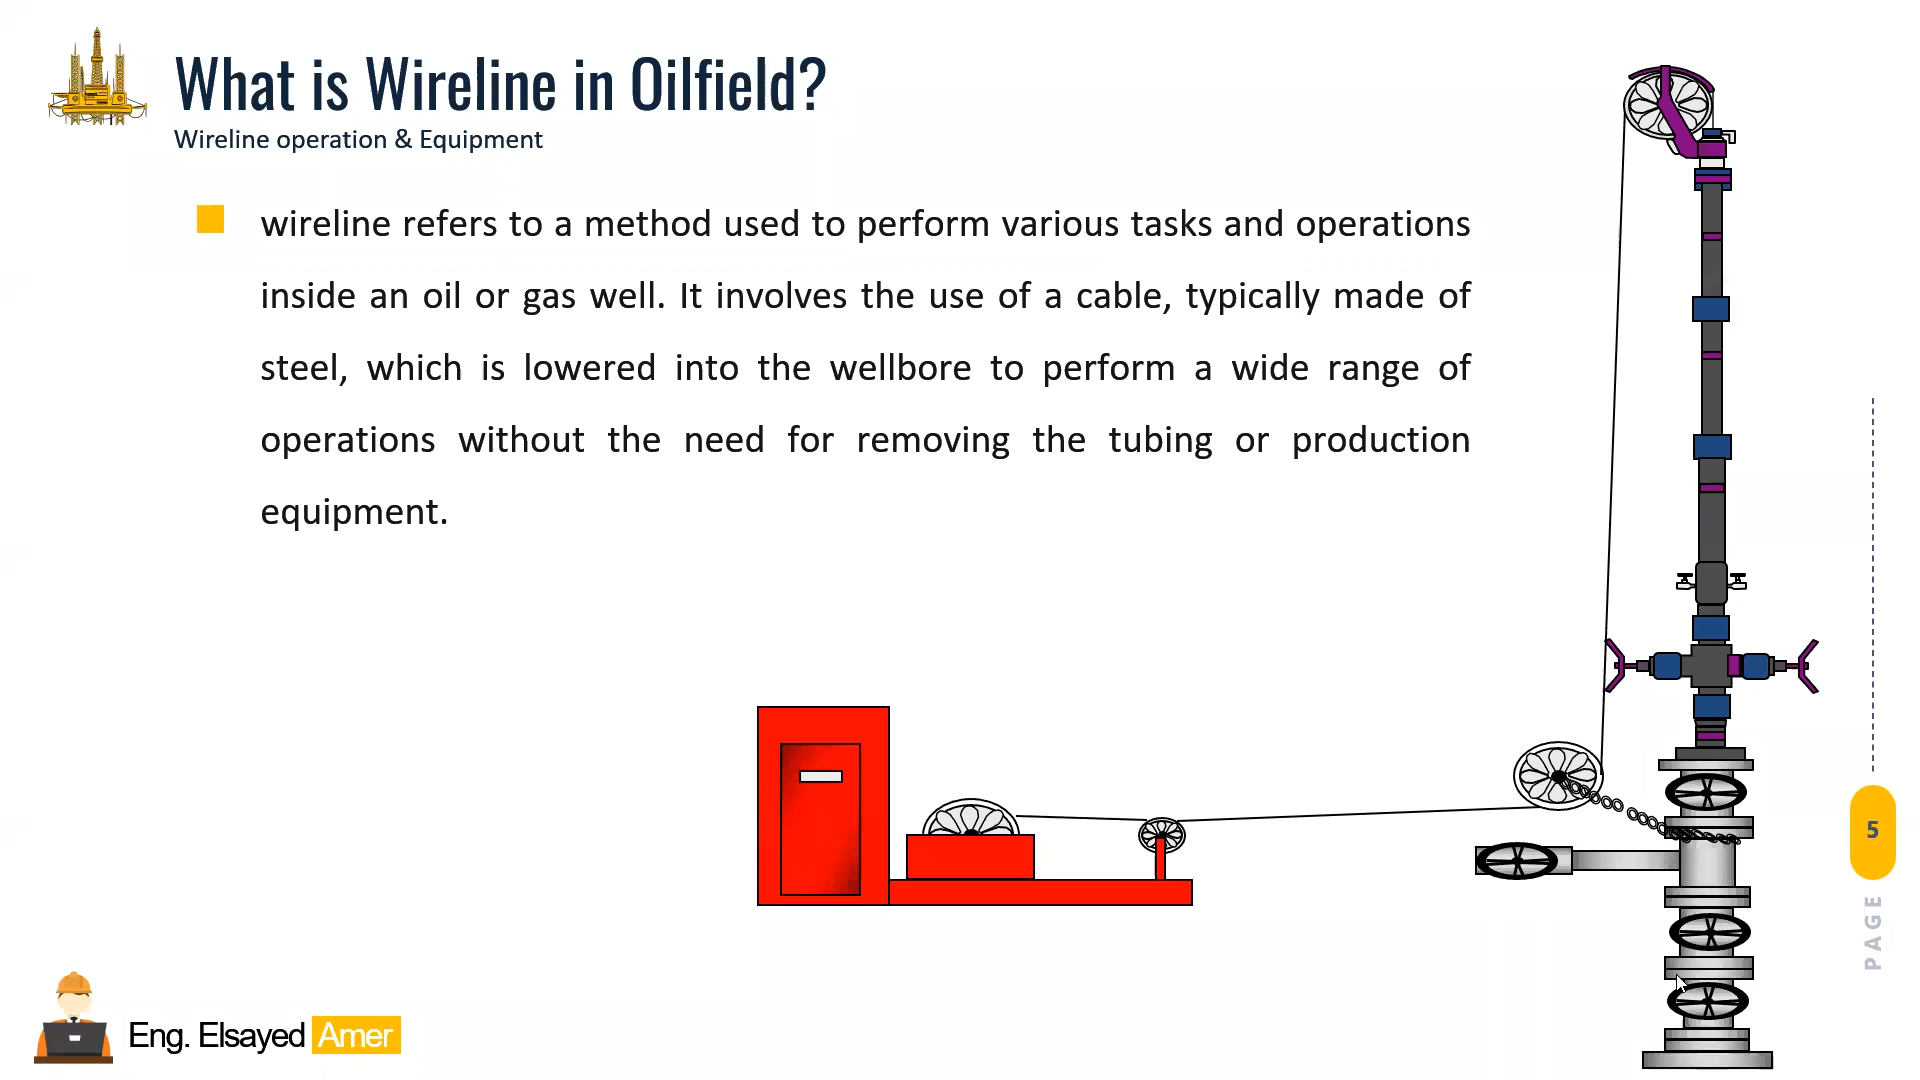 What is Wireline in Oilfield?
Wireline operation & Equipment
wireline refers to a method used to perform various tasks and operations
inside an oil or gas well. It involves the use of a cable, typically made of
steel, which is lowered into the wellbore to perform a wide range of
operations without the need for removing the tubing or production
equipment.
5
PAGE
Eng. Elsayed Amer